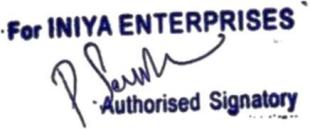 For INIYA ENTERPRISES
Authorised Signatory